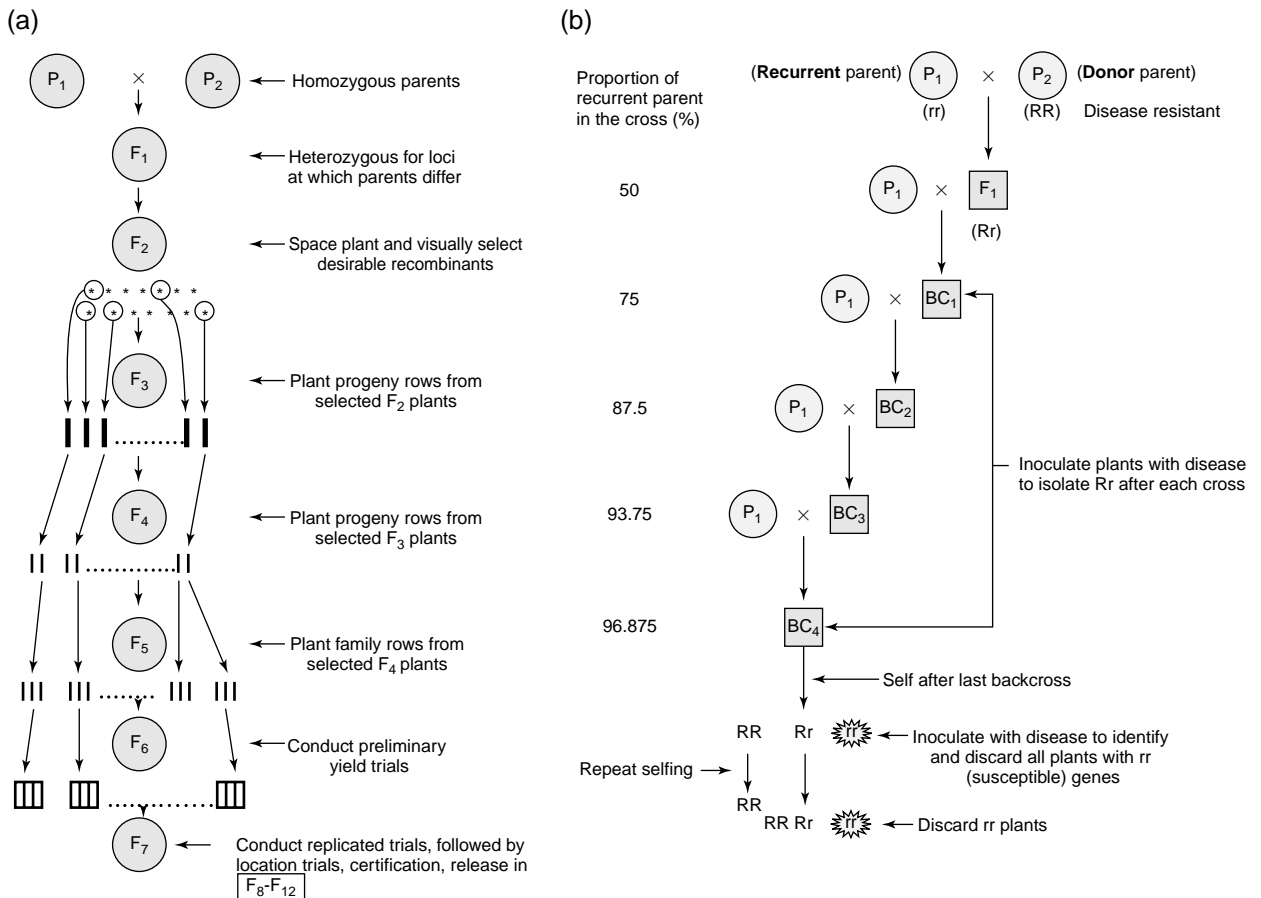 (a)
P1 × P2
Homozygous parents
F1
Heterozygous for loci
at which parents differ
F2
Space plant and visually select
desirable recombinants
* * * * * * *
* * * * * * *
F3
Plant progeny rows from
selected F2 plants
F4
Plant progeny rows from
selected F3 plants
F5
Plant family rows from
selected F4 plants
F6
Conduct preliminary
yield trials
F7
Conduct replicated trials, followed by
location trials, certification, release in
F8-F12
(b)
Proportion of
recurrent parent
in the cross (%)
(Recurrent parent) P1 × P2 (Donor parent)
(rr) (RR) Disease resistant
50 P1 × F1
(Rr)
75 P1 × BC1
87.5 P1 × BC2
Inoculate plants with disease
to isolate Rr after each cross
93.75 P1 × BC3
96.875 BC4
Self after last backcross
RR Rr rr
Inoculate with disease to identify
and discard all plants with rr
(susceptible) genes
Repeat selfing
RR
RR Rr rr
Discard rr plants